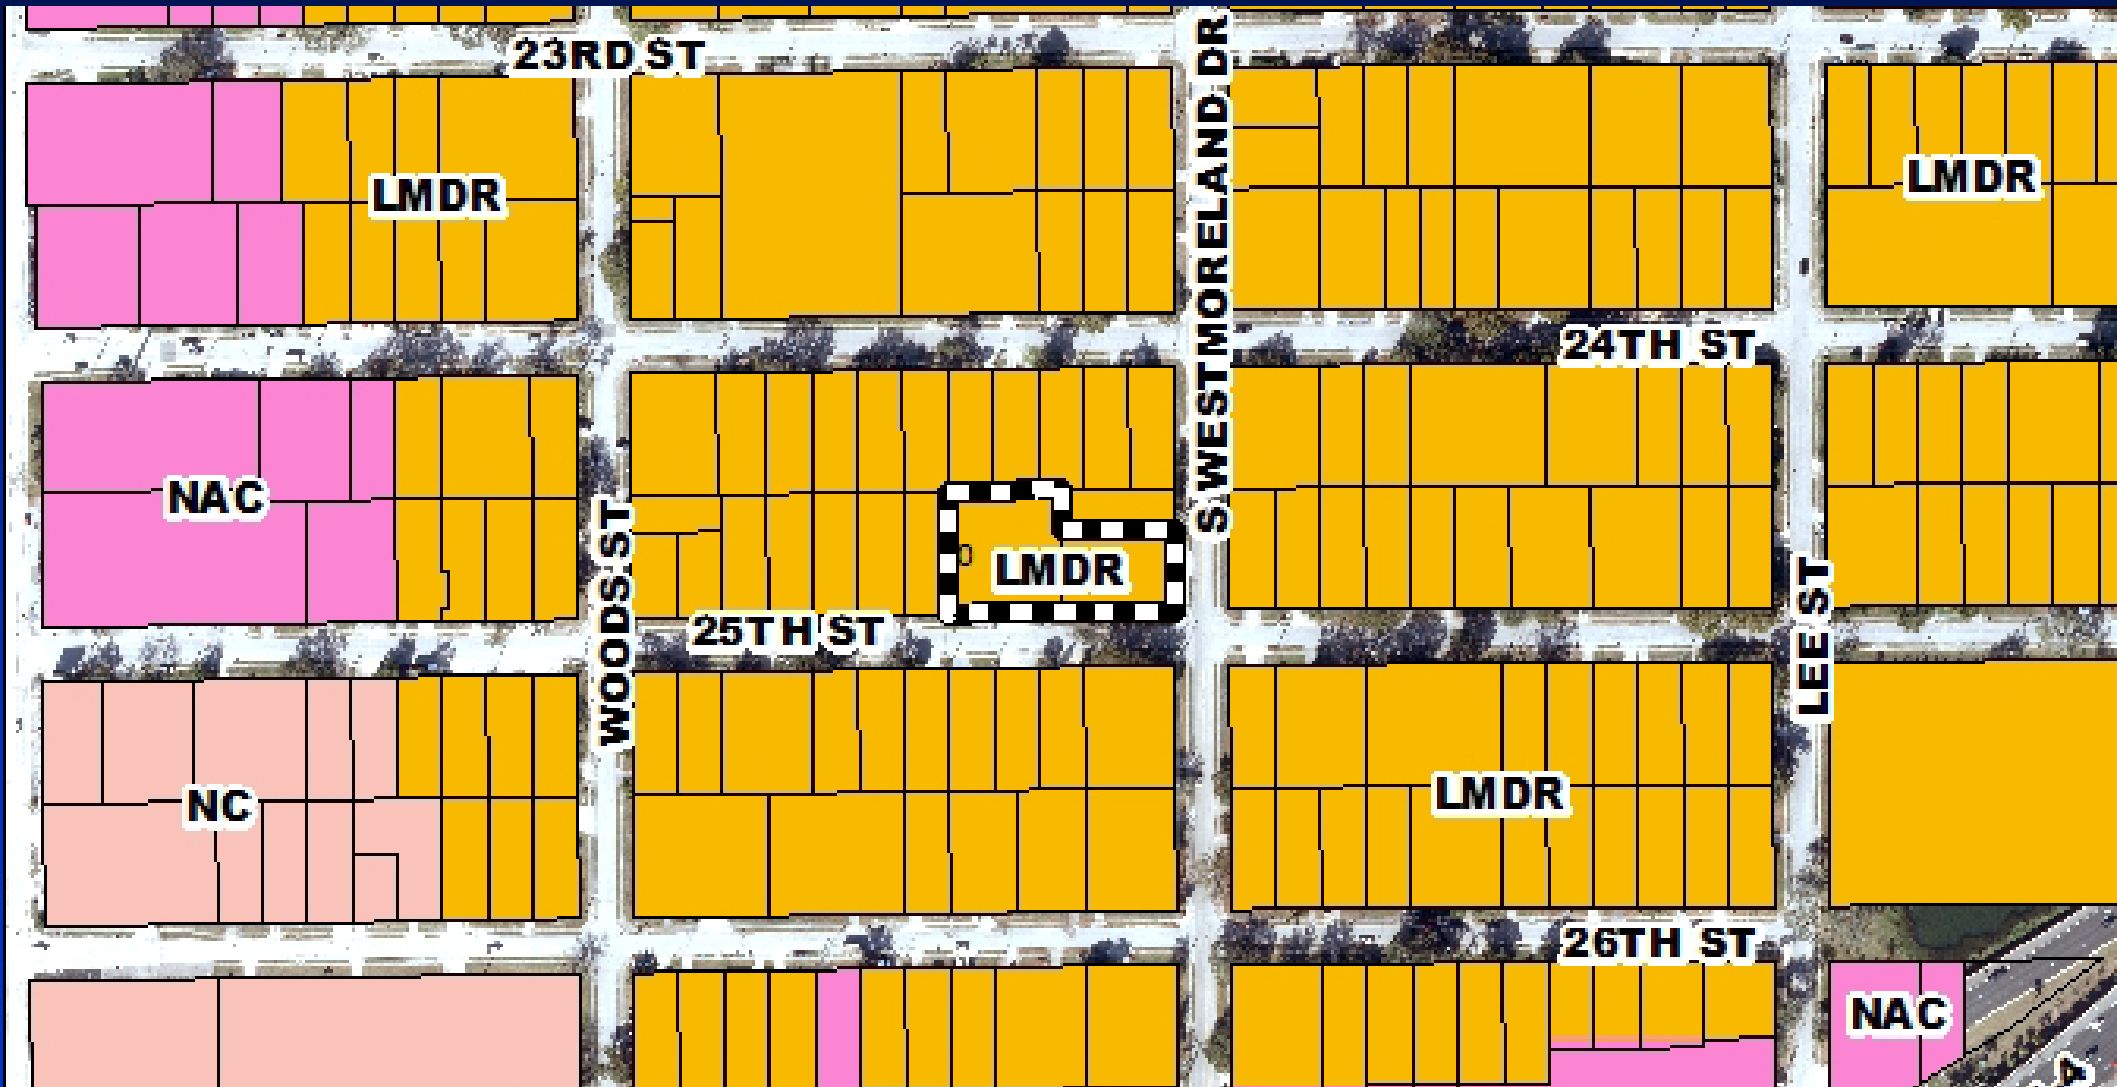 23RD ST
S WESTMORELAND DR
LMDR
LMDR
24TH ST
NAC
WOODS ST
LMDR
25TH ST
LEE ST
NC
LMDR
26TH ST
NAC